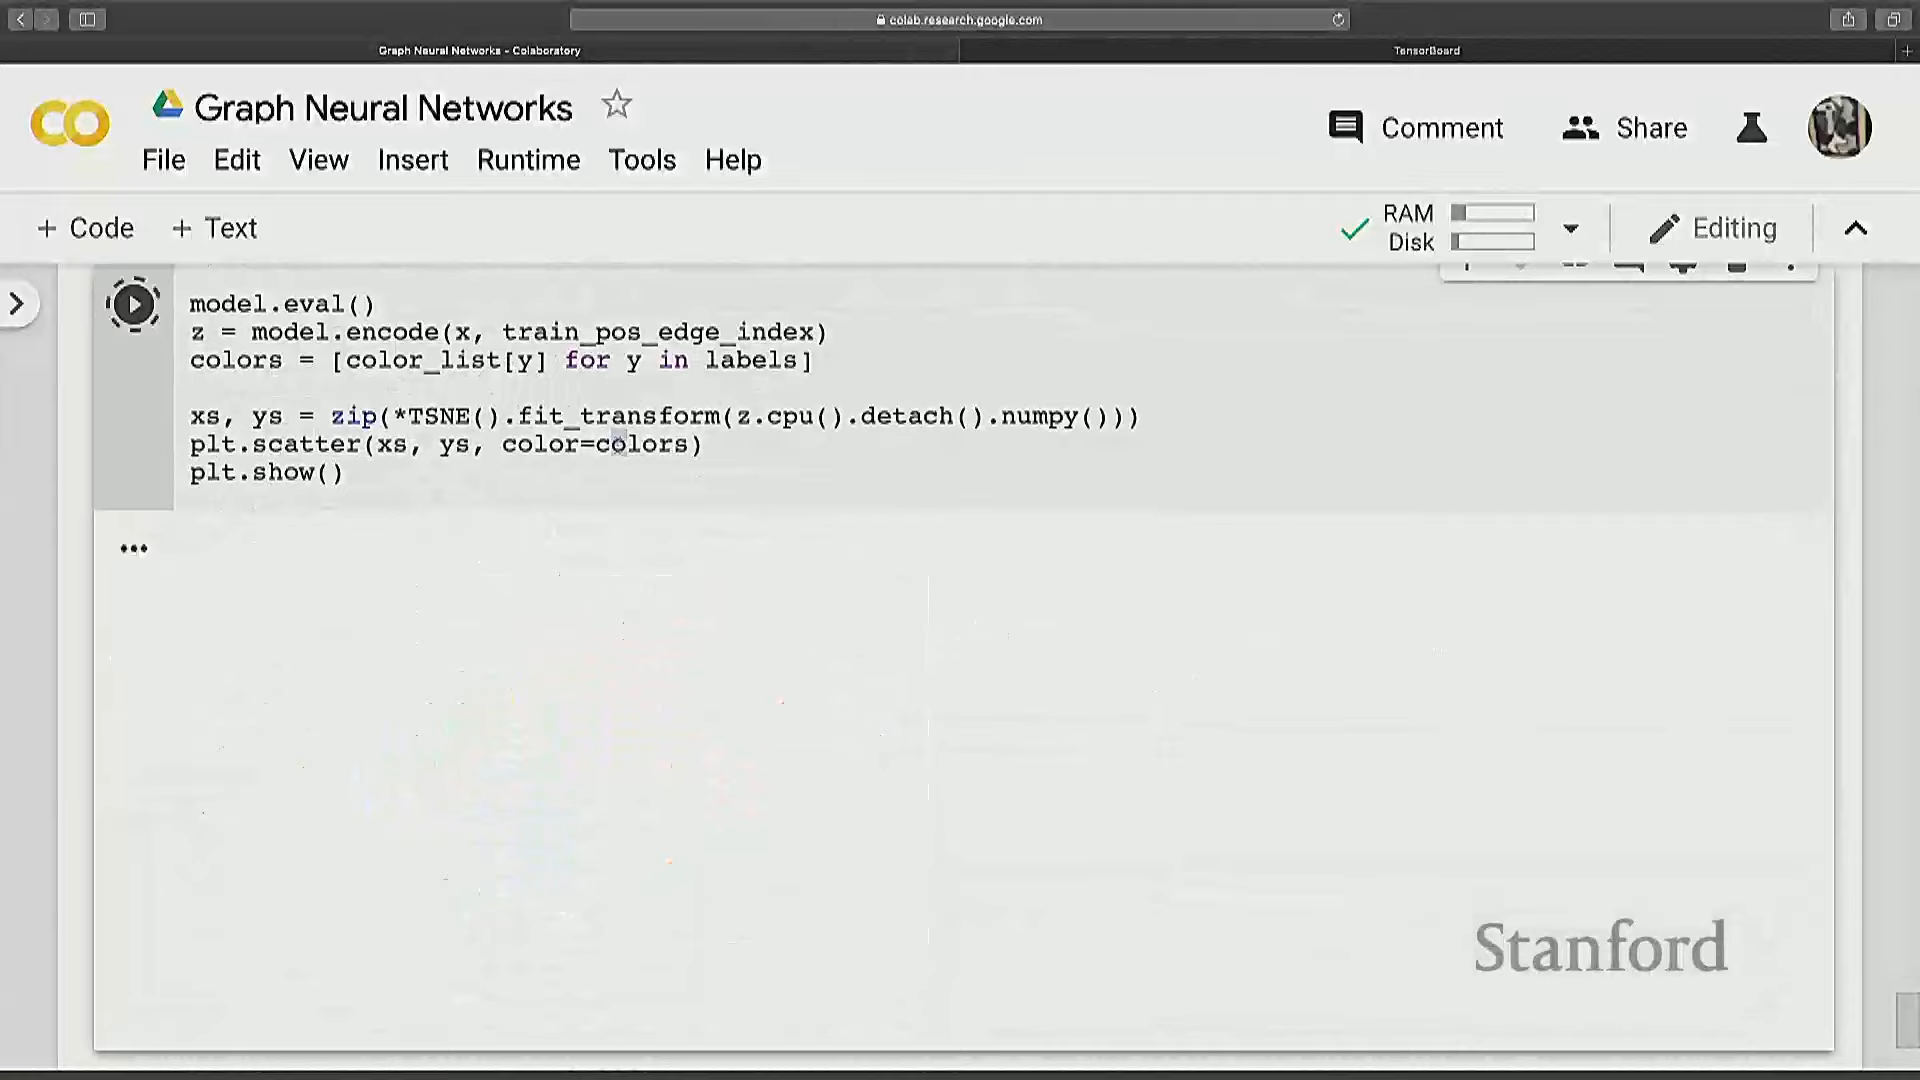 colab.research.google.com
Graph Neural Networks - Colaboratory
TensorBoard
CO
Graph Neural Networks
Comment
Share
File Edit View Insert Runtime Tools Help
+ Code + Text
RAM
Disk
Editing
model.eval()
z = model.encode(x, train_pos_edge_index)
colors = [color_list[y] for y in labels]
xs, ys = zip(*TSNE().fit_transform(z.cpu().detach().numpy()))
plt.scatter(xs, ys, color=colors)
plt.show()
Stanford